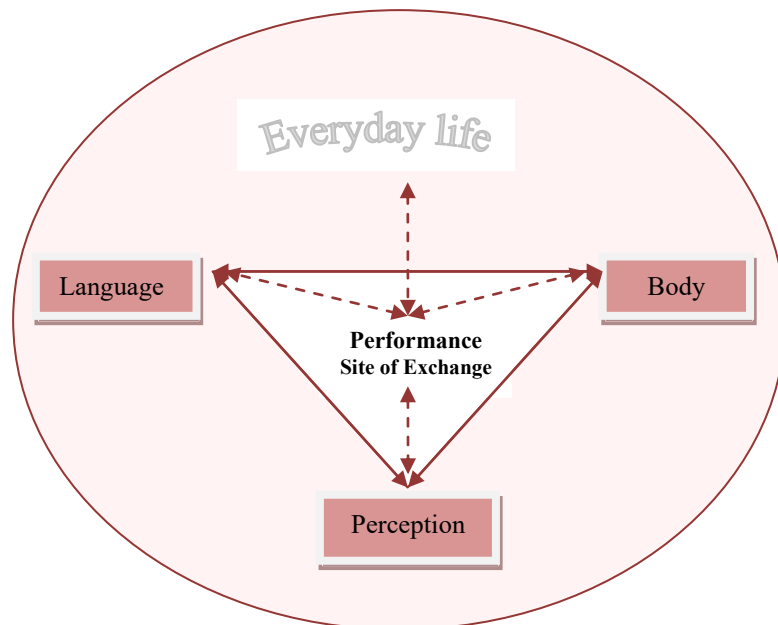 Everyday life
Language
Body
Performance
Site of Exchange
Perception